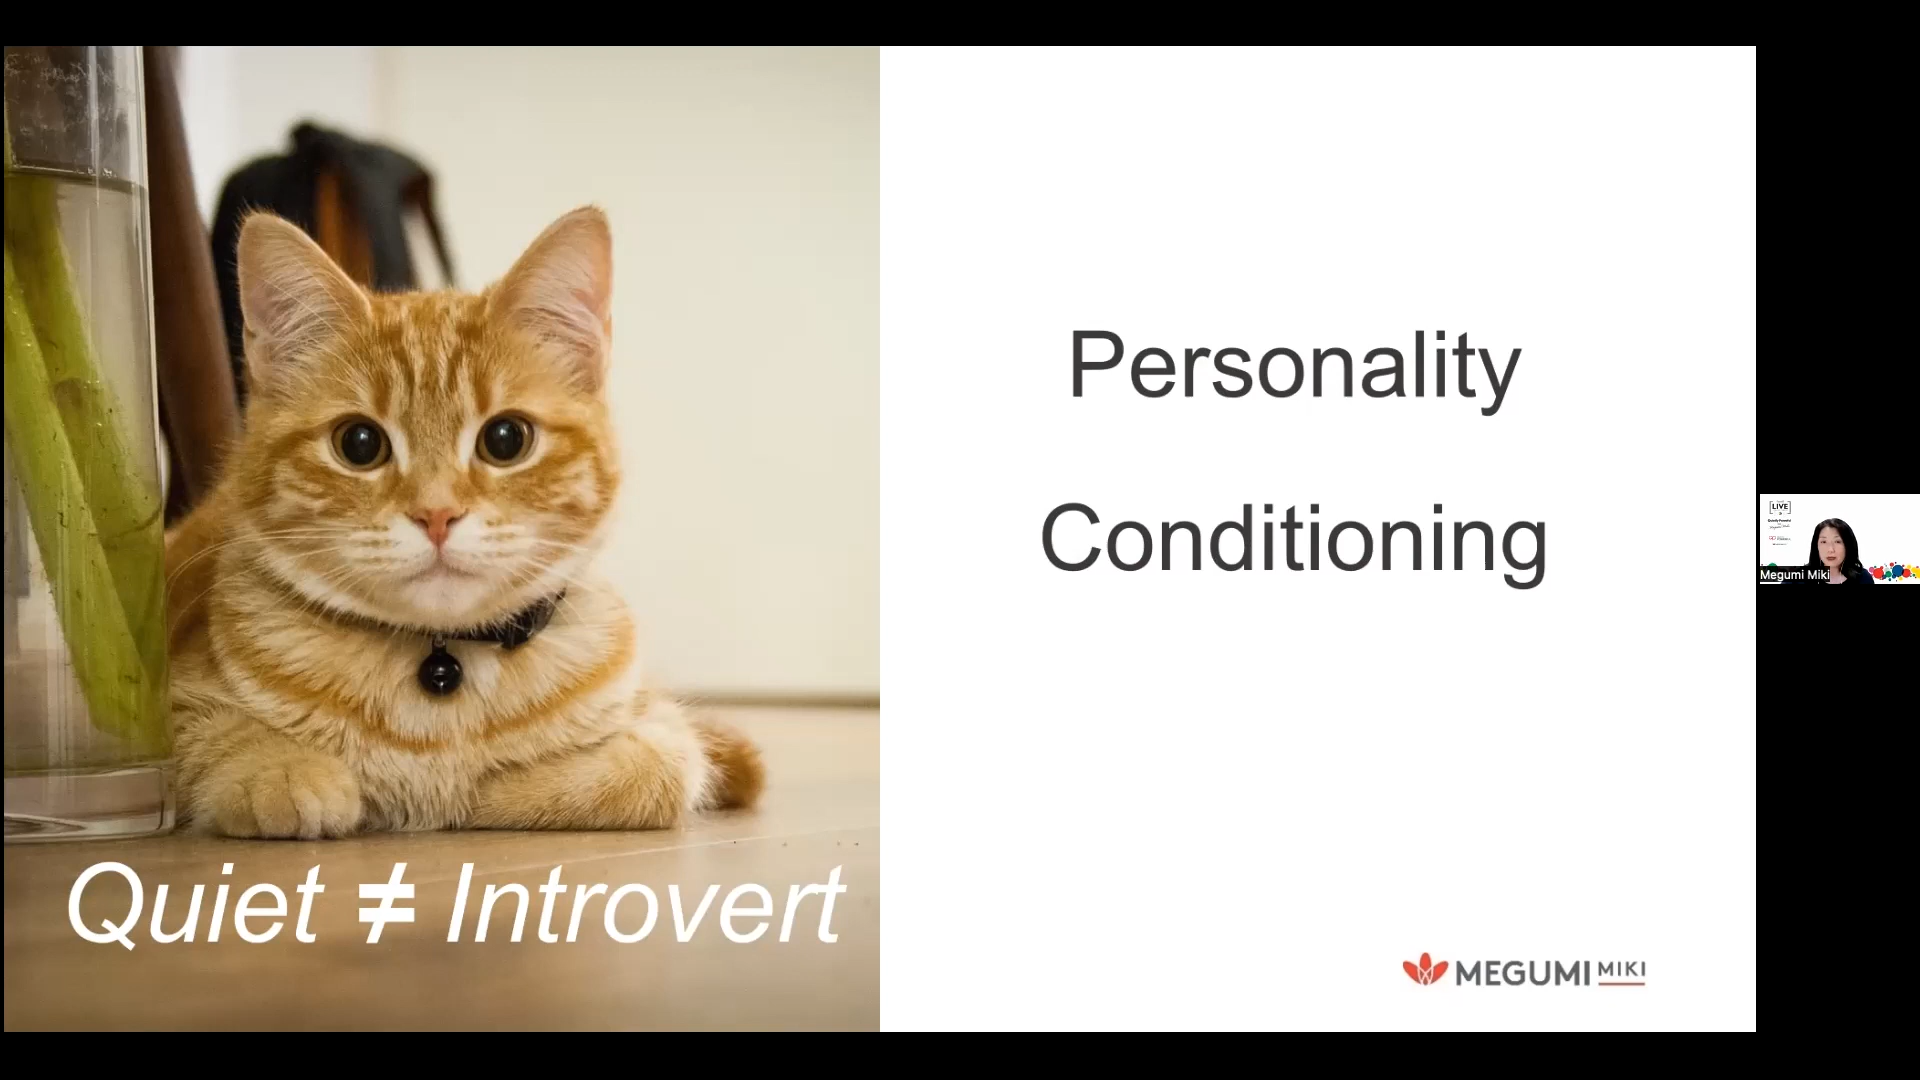 Quiet ≠ Introvert
Personality
Conditioning
MEGUMI MIKI
[LIVE]
Megumi Miki